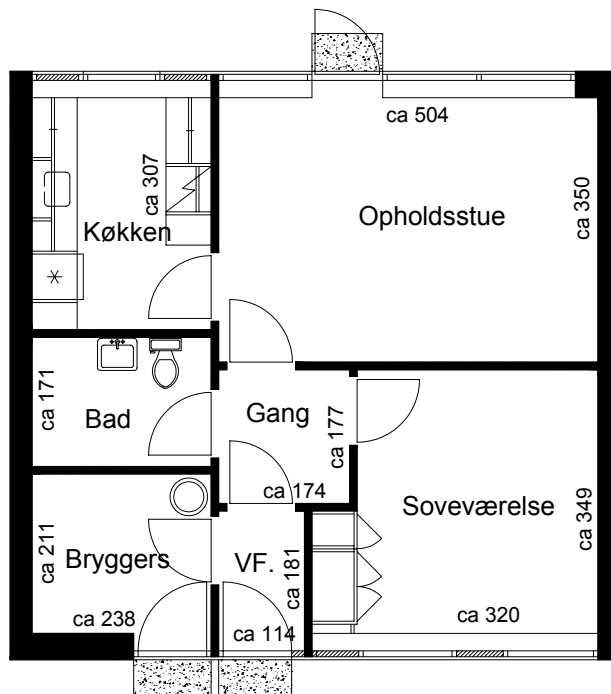 ca 504
ca 307
Køkken
Opholdsstue
ca 350
ca 171
Bad
Gang
ca 177
ca 174
Soveværelse
ca 349
ca 211
Bryggers
VF.
ca 181
ca 238
ca 114
ca 320